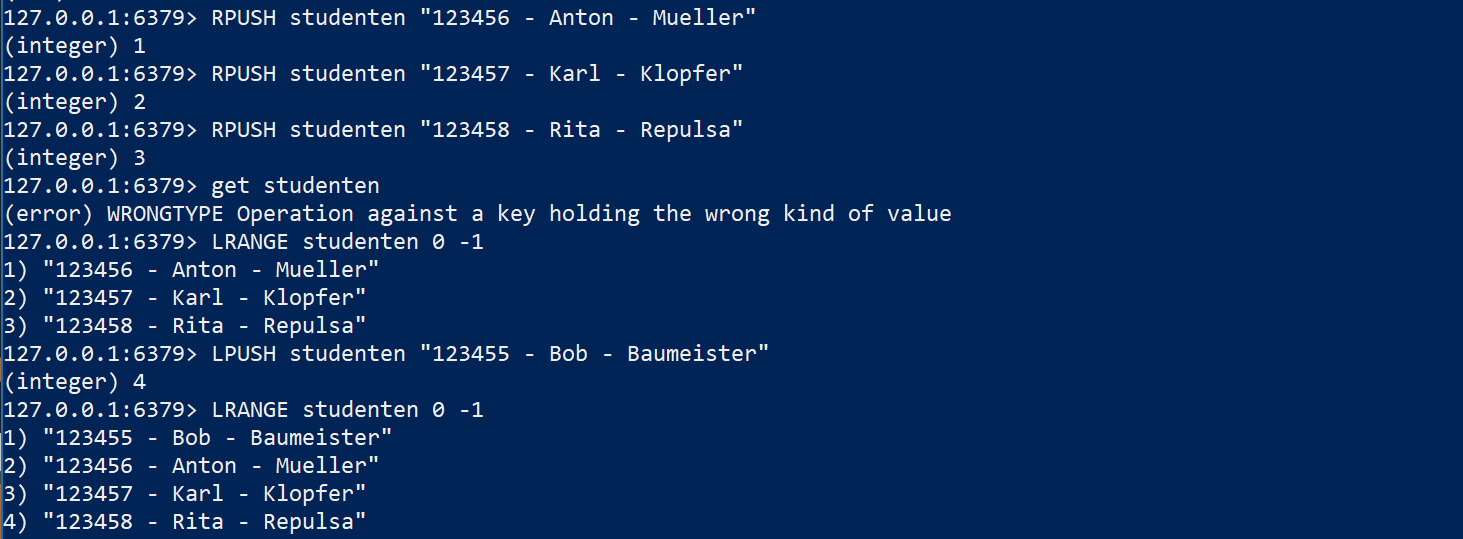 127.0.0.1:6379> RPUSH studenten "123456 - Anton - Mueller"
(integer) 1
127.0.0.1:6379> RPUSH studenten "123457 - Karl - Klopfer"
(integer) 2
127.0.0.1:6379> RPUSH studenten "123458 - Rita - Repulsa"
(integer) 3
127.0.0.1:6379> get studenten
(error) WRONGTYPE Operation against a key holding the wrong kind of value
127.0.0.1:6379> LRANGE studenten 0 -1
1) "123456 - Anton - Mueller"
2) "123457 - Karl - Klopfer"
3) "123458 - Rita - Repulsa"
127.0.0.1:6379> LPUSH studenten "123455 - Bob - Baumeister"
(integer) 4
127.0.0.1:6379> LRANGE studenten 0 -1
1) "123455 - Bob - Baumeister"
2) "123456 - Anton - Mueller"
3) "123457 - Karl - Klopfer"
4) "123458 - Rita - Repulsa"